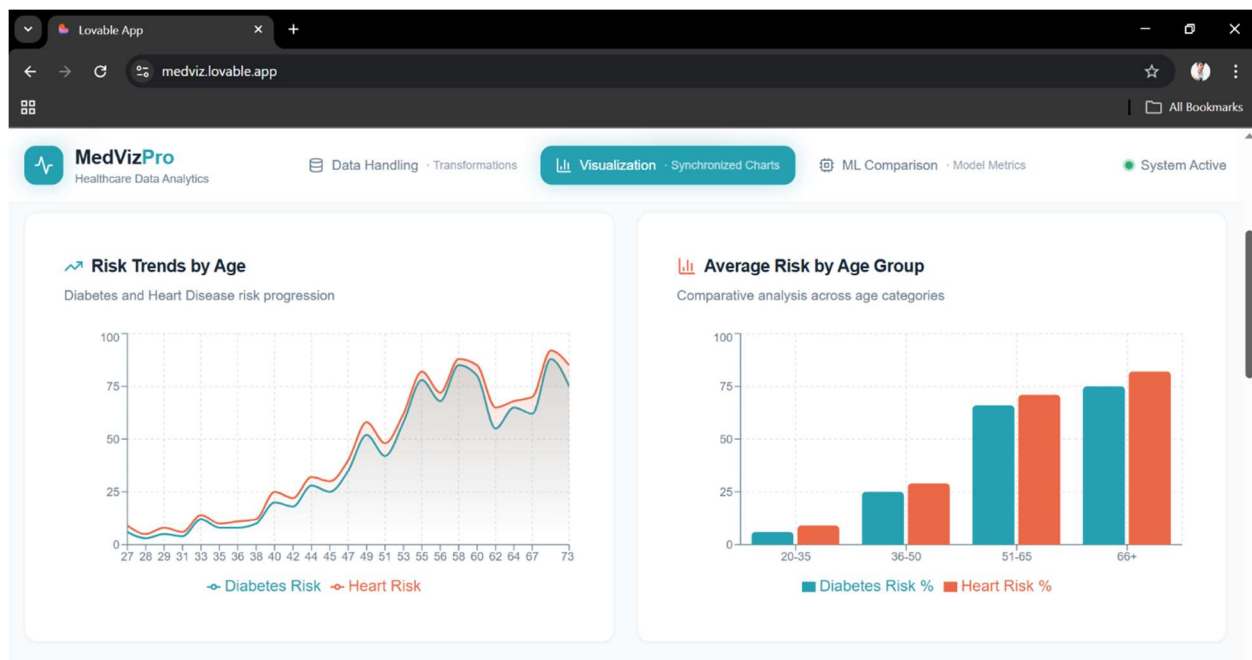 Lovable App
medviz.lovable.app
All Bookmarks
MedVizPro
Healthcare Data Analytics
Data Handling · Transformations
Visualization · Synchronized Charts
ML Comparison · Model Metrics
System Active
Risk Trends by Age
Diabetes and Heart Disease risk progression
100
75
50
25
0
27 28 29 31 33 35 36 38 40 42 44 45 47 49 51 53 55 56 58 60 62 64 67 73
Diabetes Risk Heart Risk
Average Risk by Age Group
Comparative analysis across age categories
100
75
50
25
0
20-35 36-50 51-65 66+
Diabetes Risk % Heart Risk %